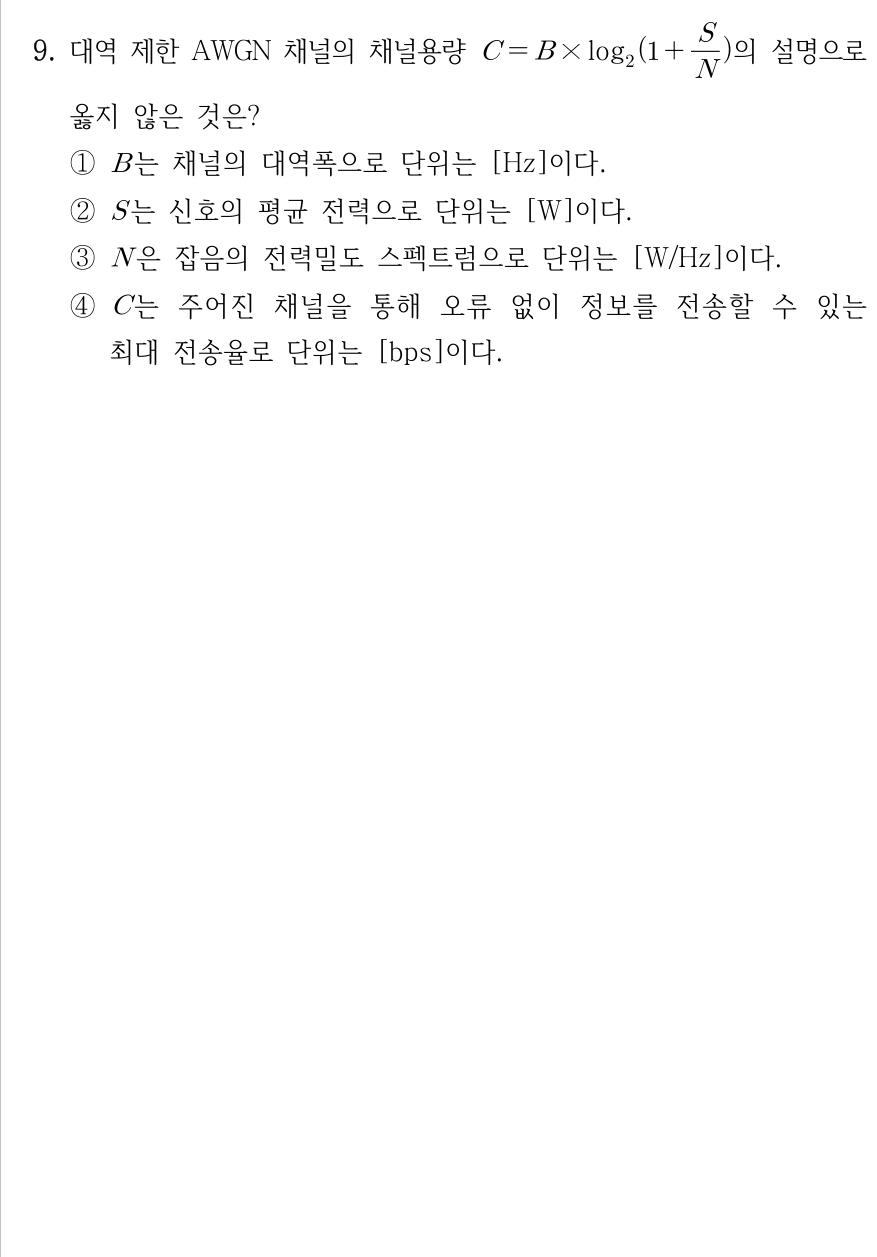 9. 대역 제한 AWGN 채널의 채널용량 $C = B \times \log_2(1 + \frac{S}{N})$의 설명으로
옳지 않은 것은?
① $B$는 채널의 대역폭으로 단위는 [Hz]이다.
② $S$는 신호의 평균 전력으로 단위는 [W]이다.
③ $N$은 잡음의 전력밀도 스펙트럼으로 단위는 [W/Hz]이다.
④ $C$는 주어진 채널을 통해 오류 없이 정보를 전송할 수 있는
최대 전송율로 단위는 [bps]이다.